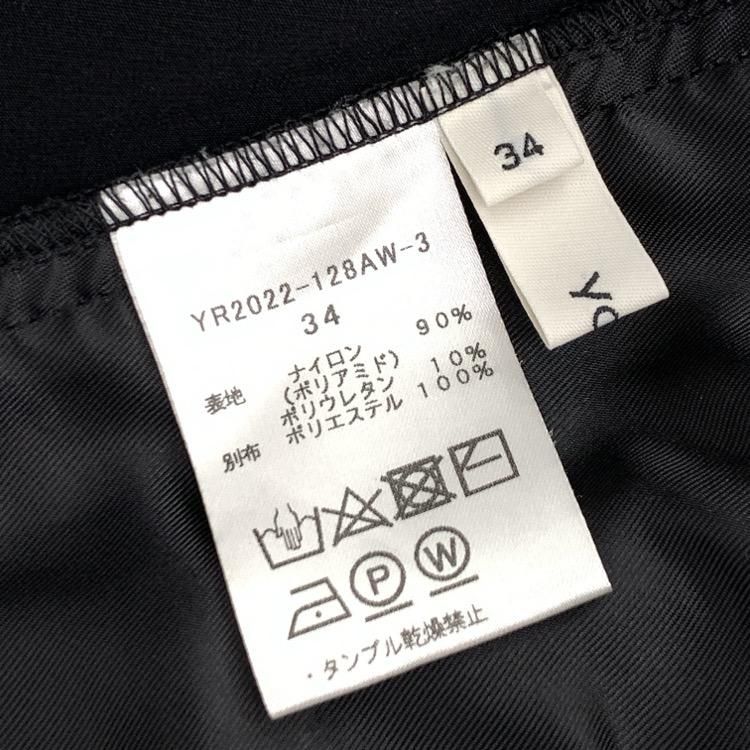 34
YO
YR2022-128AW-3
34
表地 ナイロン 90%
(ポリアミド)
ポリウレタン 10%
別布 ポリエステル 100%
P W
・タンブル乾燥禁止